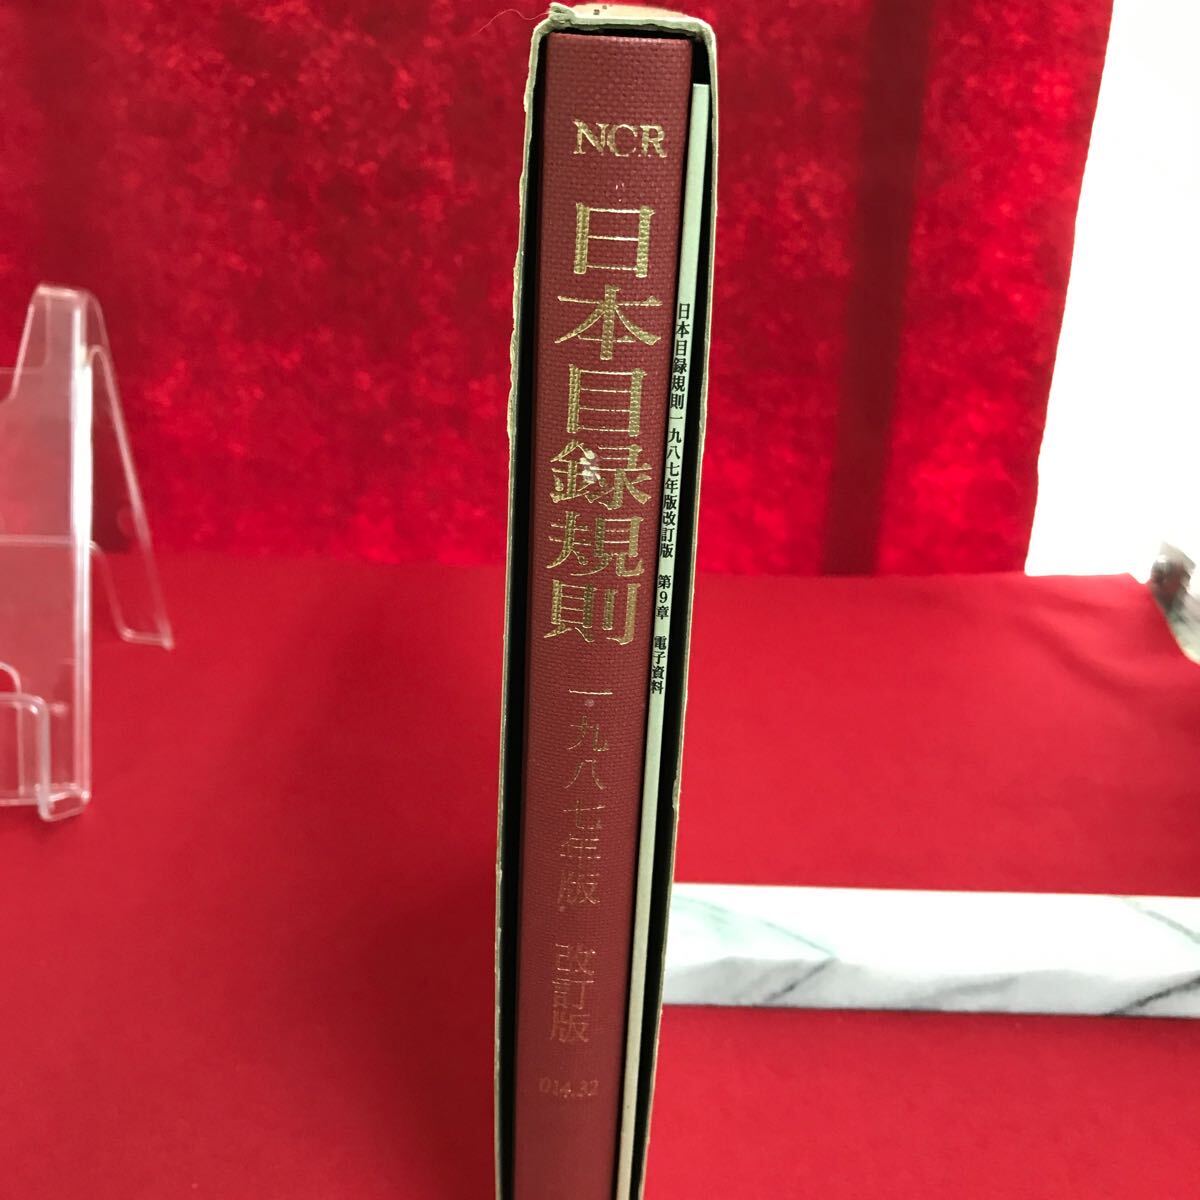 NCR
日本目録規則
一九八七年版
改訂版
014.32
日本目録規則一九八七年版改訂版 第9章 電子資料